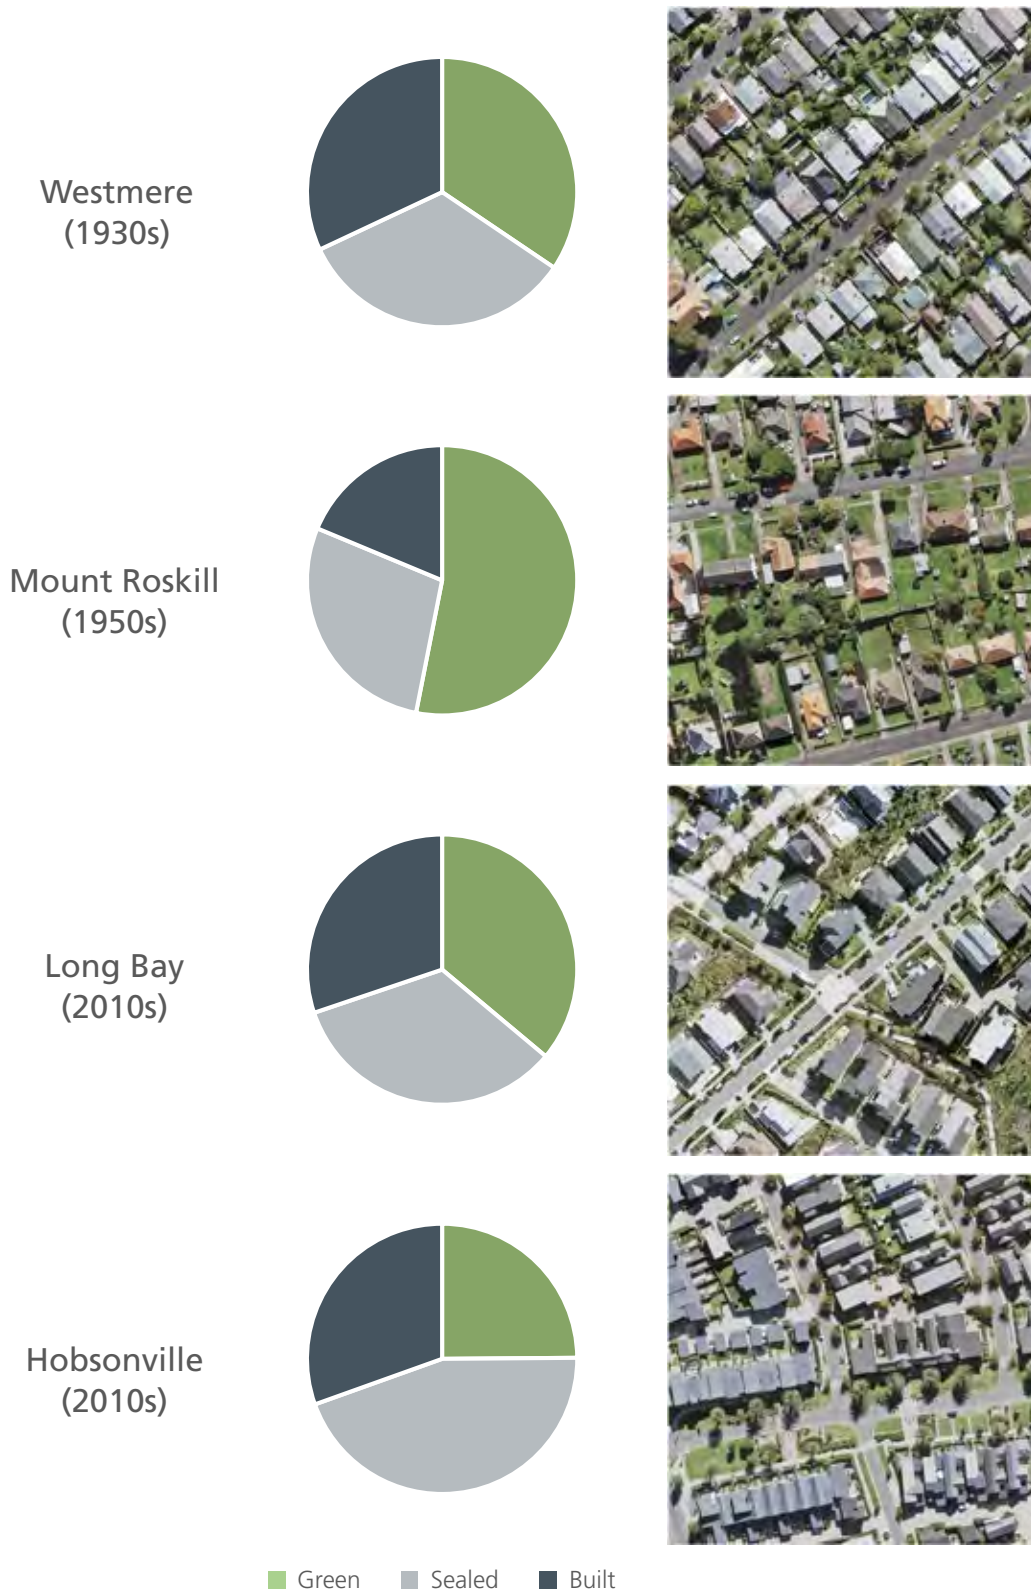 Westmere
(1930s)
Mount Roskill
(1950s)
Long Bay
(2010s)
Hobsonville
(2010s)
Green Sealed Built